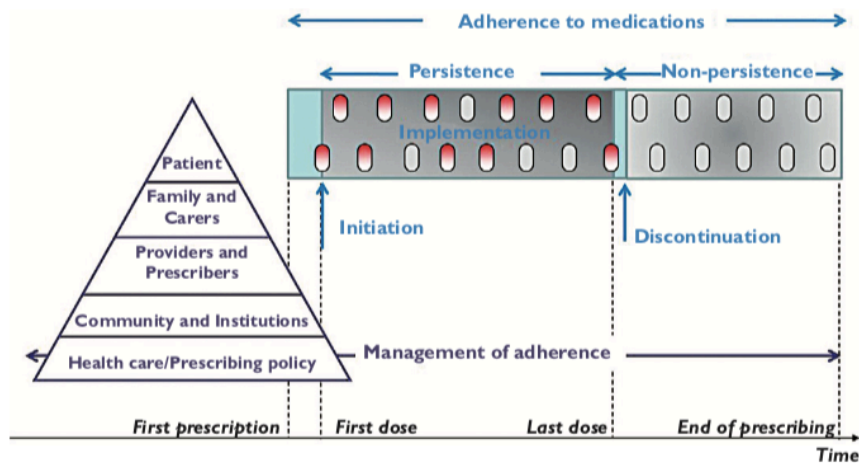 Adherence to medications
Persistence
Non-persistence
Implementation
Patient
Family and
Carers
Providers and
Prescribers
Community and Institutions
Health care/Prescribing policy
Initiation
Discontinuation
Management of adherence
First prescription
First dose
Last dose
End of prescribing
Time